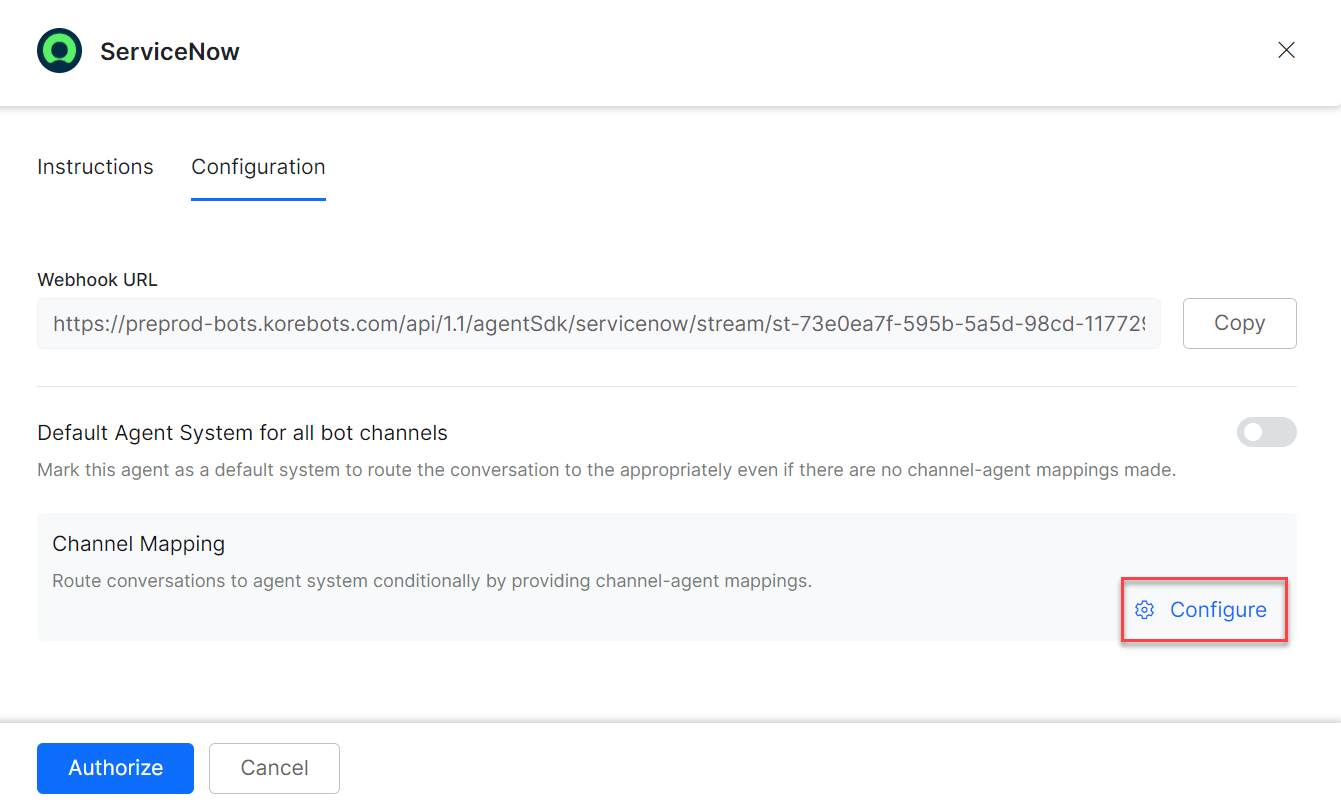 ServiceNow
Instructions
Configuration
Webhook URL
https://preprod-bots.korebots.com/api/1.1/agentSdk/servicenow/stream/st-73e0ea7f-595b-5a5d-98cd-117729
Copy
Default Agent System for all bot channels
Mark this agent as a default system to route the conversation to the appropriately even if there are no channel-agent mappings made.
Channel Mapping
Route conversations to agent system conditionally by providing channel-agent mappings.
Configure
Authorize
Cancel